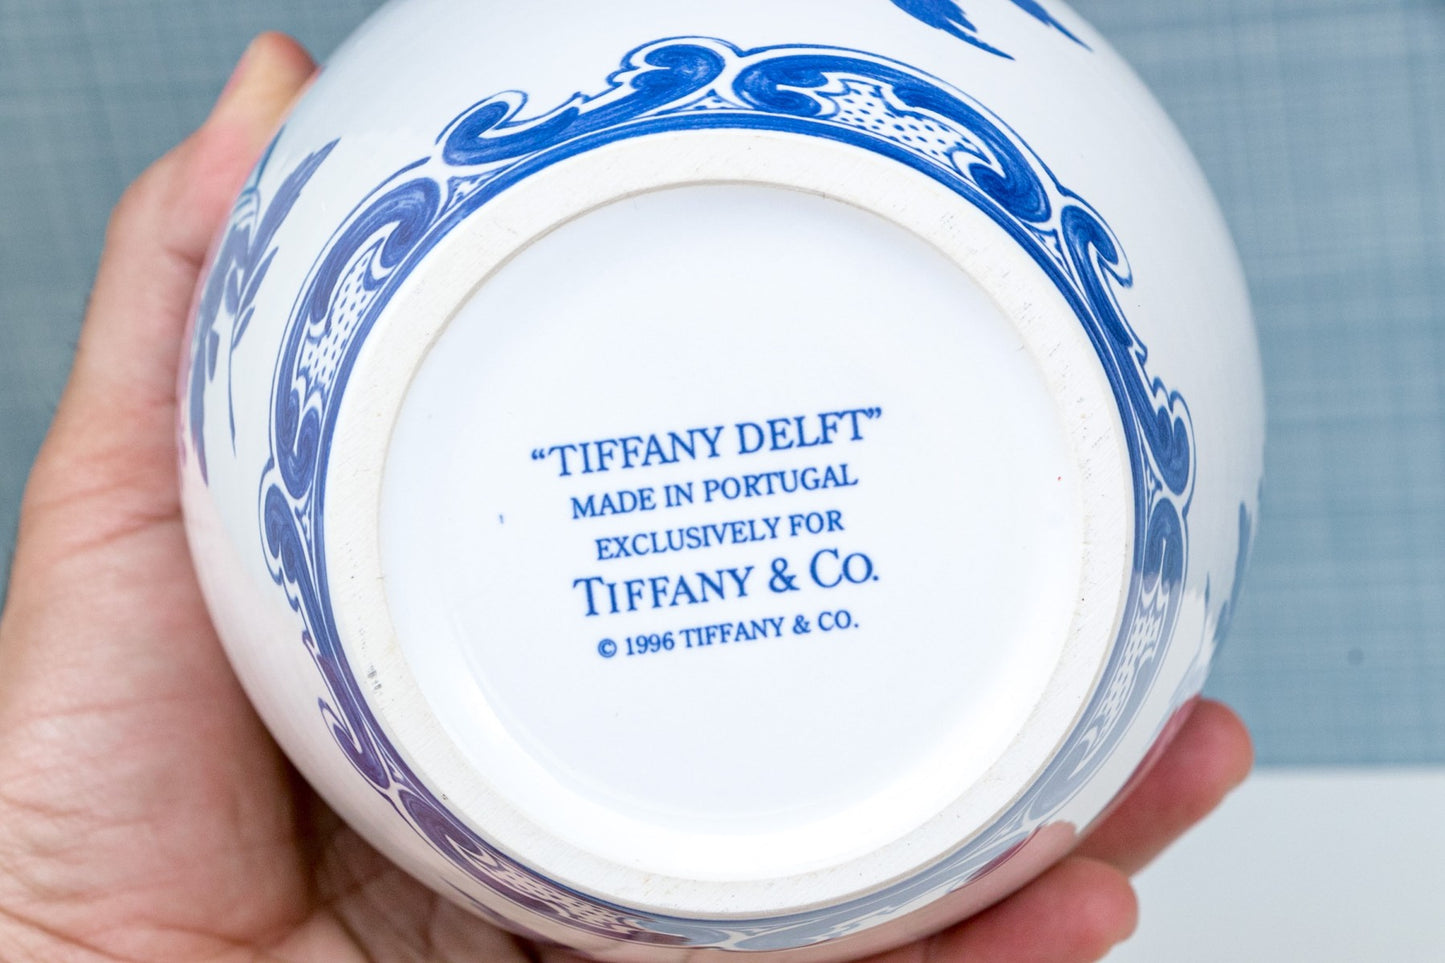 “TIFFANY DELFT”
MADE IN PORTUGAL
EXCLUSIVELY FOR
TIFFANY & CO.
© 1996 TIFFANY & CO.